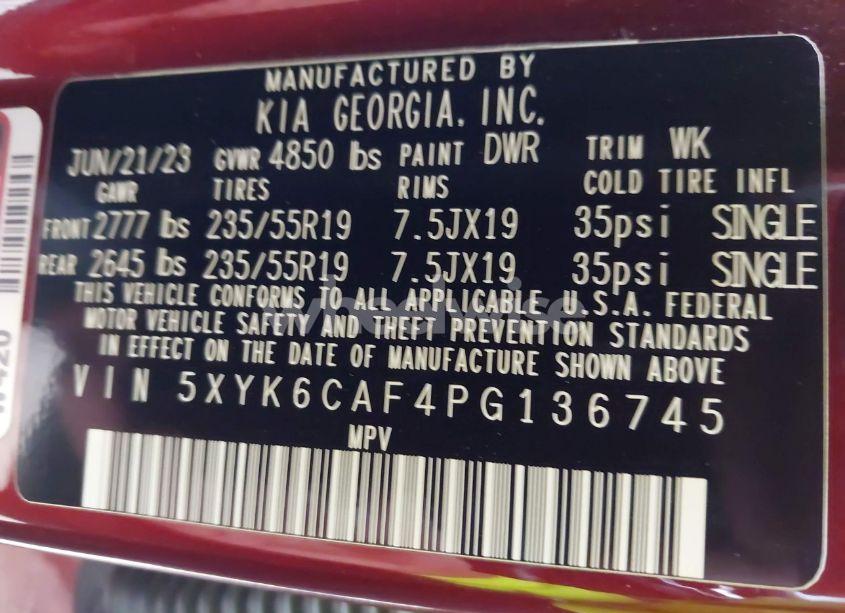 MANUFACTURED BY
KIA GEORGIA, INC.
JUN/21/23 GVWR 4850 lbs PAINT DWR TRIM WK
GAWR TIRES RIMS COLD TIRE INFL
FRONT 2777 lbs 235/55R19 7.5JX19 35psi SINGLE
REAR 2645 lbs 235/55R19 7.5JX19 35psi SINGLE
THIS VEHICLE CONFORMS TO ALL APPLICABLE U.S.A. FEDERAL
MOTOR VEHICLE SAFETY AND THEFT PREVENTION STANDARDS
IN EFFECT ON THE DATE OF MANUFACTURE SHOWN ABOVE
VIN 5XYK6CAF4PG136745
MPV